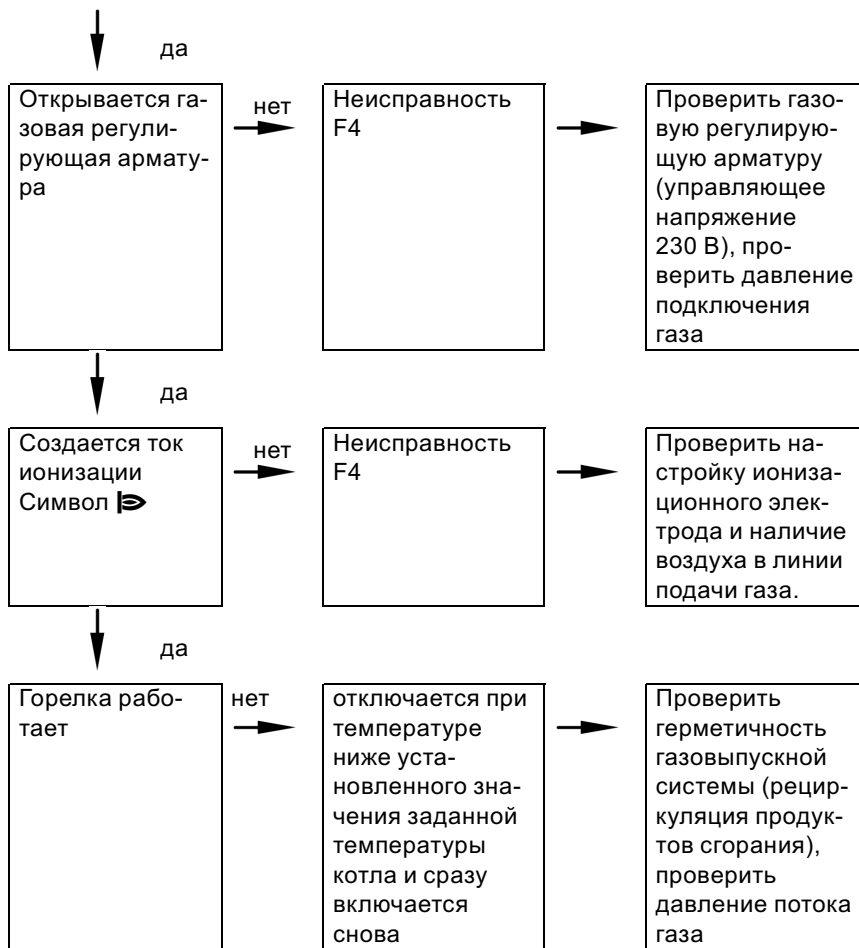 да
Открывается га-
зовая регули-
рующая армату-
ра
нет
Неисправность
F4
Проверить газо-
вую регулирую-
щую арматуру
(управляющее
напряжение
230 В), про-
верить давление
подключения
газа
да
Создается ток
ионизации
Символ
нет
Неисправность
F4
Проверить на-
стройку иониза-
ционного элек-
трода и наличие
воздуха в линии
подачи газа.
да
Горелка рабо-
тает
нет
отключается при
температуре
ниже уста-
новленного зна-
чения заданной
температуры
котла и сразу
включается
снова
Проверить
герметичность
газовыпускной
системы (рецир-
куляция продук-
тов сгорания),
проверить
давление потока
газа